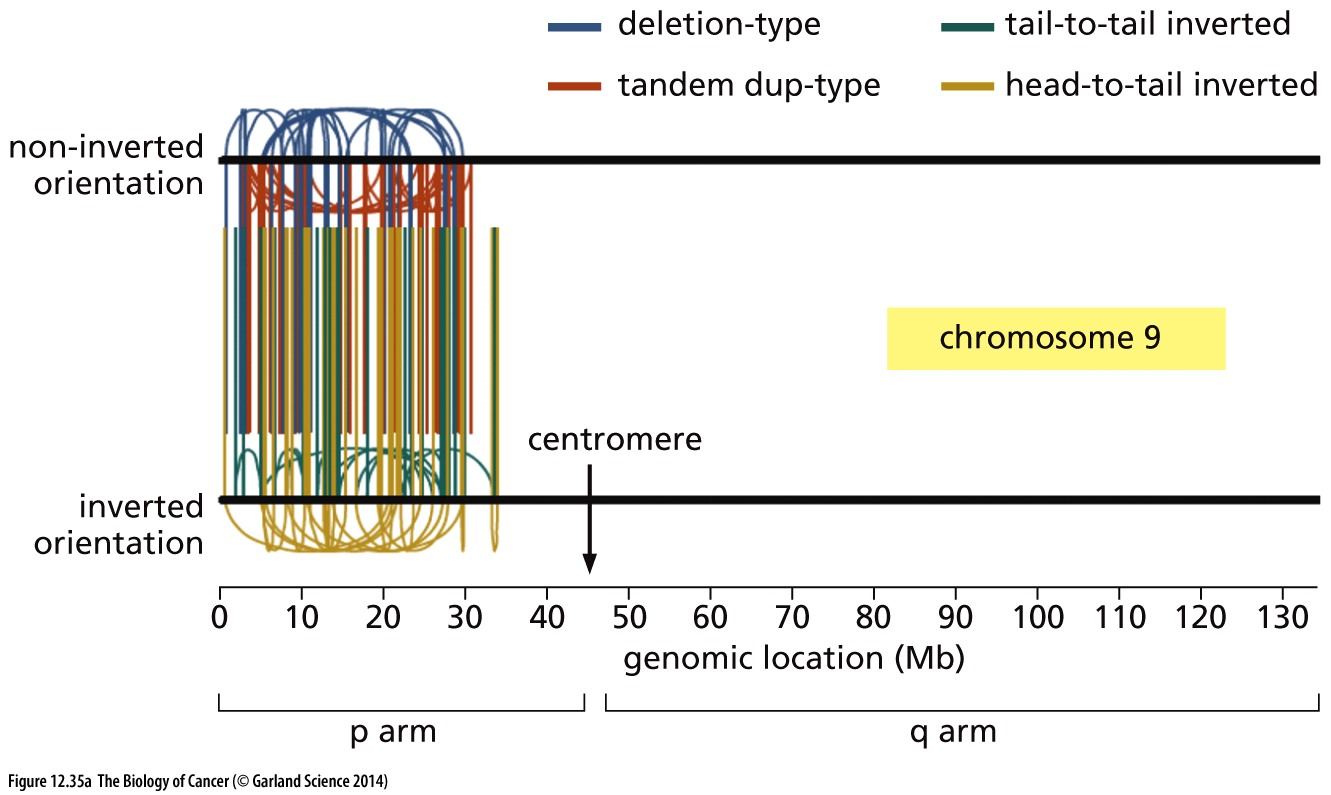 deletion-type
tail-to-tail inverted
tandem dup-type
head-to-tail inverted
non-inverted
orientation
chromosome 9
centromere
inverted
orientation
0 10 20 30 40 50 60 70 80 90 100 110 120 130
genomic location (Mb)
p arm
q arm
Figure 12.35a The Biology of Cancer (© Garland Science 2014)